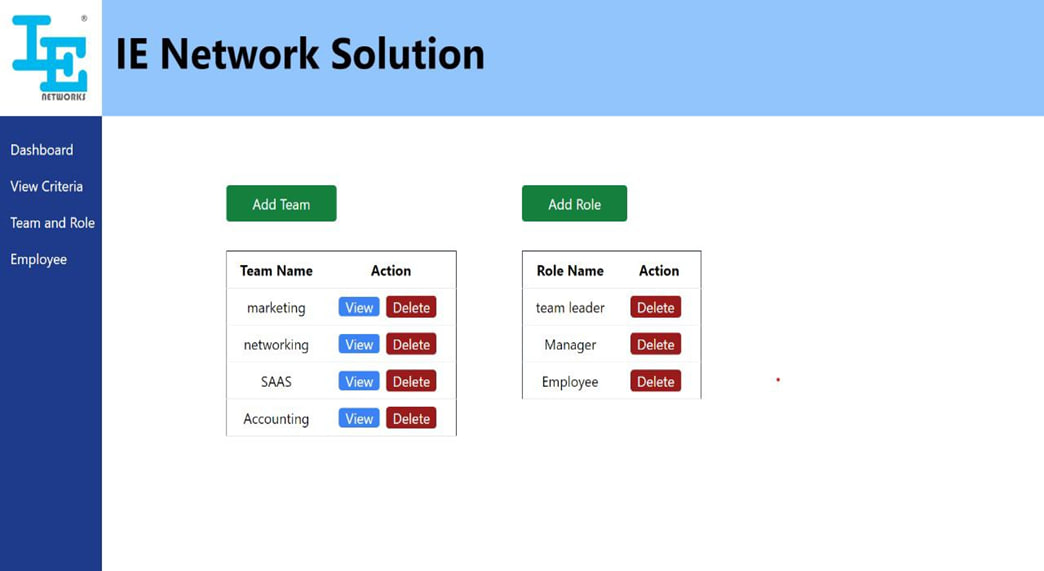 IE
NETWORKS
®
IE Network Solution
Dashboard
View Criteria
Team and Role
Employee
Add Team
Team Name Action
marketing View Delete
networking View Delete
SAAS View Delete
Accounting View Delete
Add Role
Role Name Action
team leader Delete
Manager Delete
Employee Delete